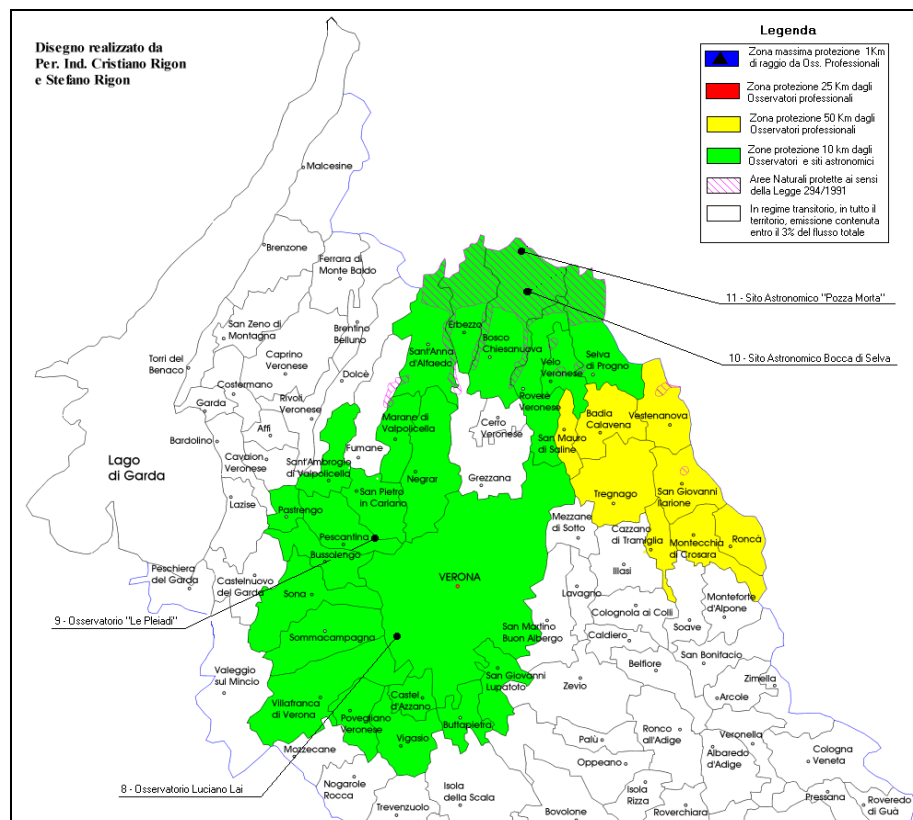 Disegno realizzato da
Per. Ind. Cristiano Rigon
e Stefano Rigon
Legenda
Zona massima protezione 1Km
di raggio da Oss. Professionali
Zona protezione 25 Km dagli
Osservatori professionali
Zona protezione 50 Km dagli
Osservatori professionali
Zone protezione 10 km dagli
Osservatori e siti astronomici
Aree Naturali protette ai sensi
della Legge 294/1991
In regime transitorio, in tutto il
territorio, emissione contenuta
entro il 3% del flusso totale
Malcesine
Brenzone
Ferrara di
Monte Baldo
11 - Sito Astronomico "Pozza Morta"
San Zeno di
Montagna
Brentino
Belluno
Erbezzo
Bosco
Chiesanuova
Sant'Anna
d'Alfaedo
Torri del
Benaco
Caprino
Veronese
Dolcè
Velo
Veronese
Selva
di Progno
10 - Sito Astronomico Bocca di Selva
Costermano
Garda
Rivoli
Veronese
Affi
Marano di
Valpolicella
Cerro
Veronese
Roverè
Veronese
Badia
Calavena
Vestenanova
Bardolino
Cavaion
Veronese
Fumane
San Mauro
di Saline
Lago
di Garda
Sant'Ambrogio
di Valpolicella
Negrar
Grezzana
San Pietro
in Cariano
Tregnago
San Giovanni
Ilarione
Lazise
Pastrengo
Mezzane
di Sotto
Cazzano
di Tramiglia
Montecchia
di Crosara
Roncà
Pescantina
Bussolengo
Illasi
Peschiera
del Garda
Castelnuovo
del Garda
Sona
VERONA
Lavagno
Colognola ai Colli
Monteforte
d'Alpone
9 - Osservatorio "Le Pleiadi"
Sommacampagna
San Martino
Buon Albergo
Caldiero
Soave
San Bonifacio
Belfiore
Valeggio
sul Mincio
San Giovanni
Lupatoto
Zevio
Zimella
Arcole
Villafranca
di Verona
Castel
d'Azzano
Povegliano
Veronese
Buttapietra
Vigasio
Mozzecane
Palù
Ronco
all'Adige
Veronella
Albaredo
d'Adige
Cologna
Veneta
Oppeano
Nogarole
Rocca
Isola
della Scala
Isola
Rizza
Pressana
8 - Osservatorio Luciano Lai
Trevenzuolo
Bovolone
Roverchiara
Roveredo
di Guà